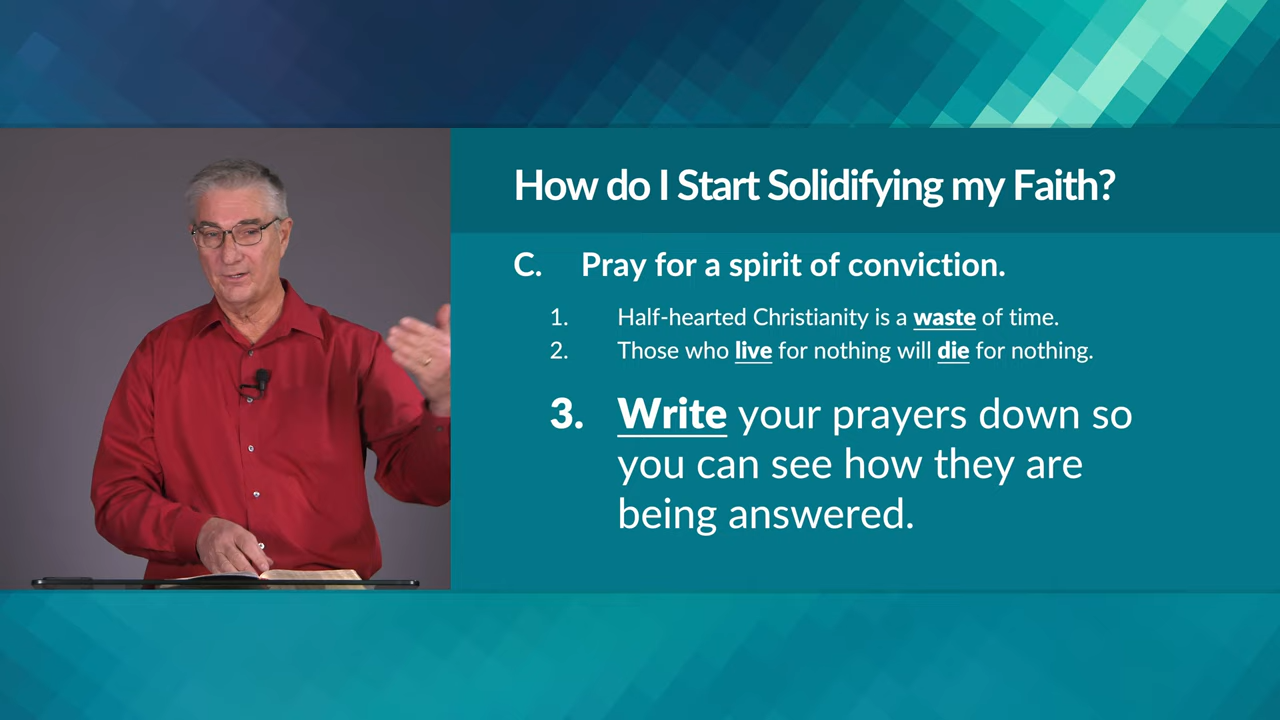 How do I Start Solidifying my Faith?
C. Pray for a spirit of conviction.
1. Half-hearted Christianity is a waste of time.
2. Those who live for nothing will die for nothing.
3. Write your prayers down so
you can see how they are
being answered.